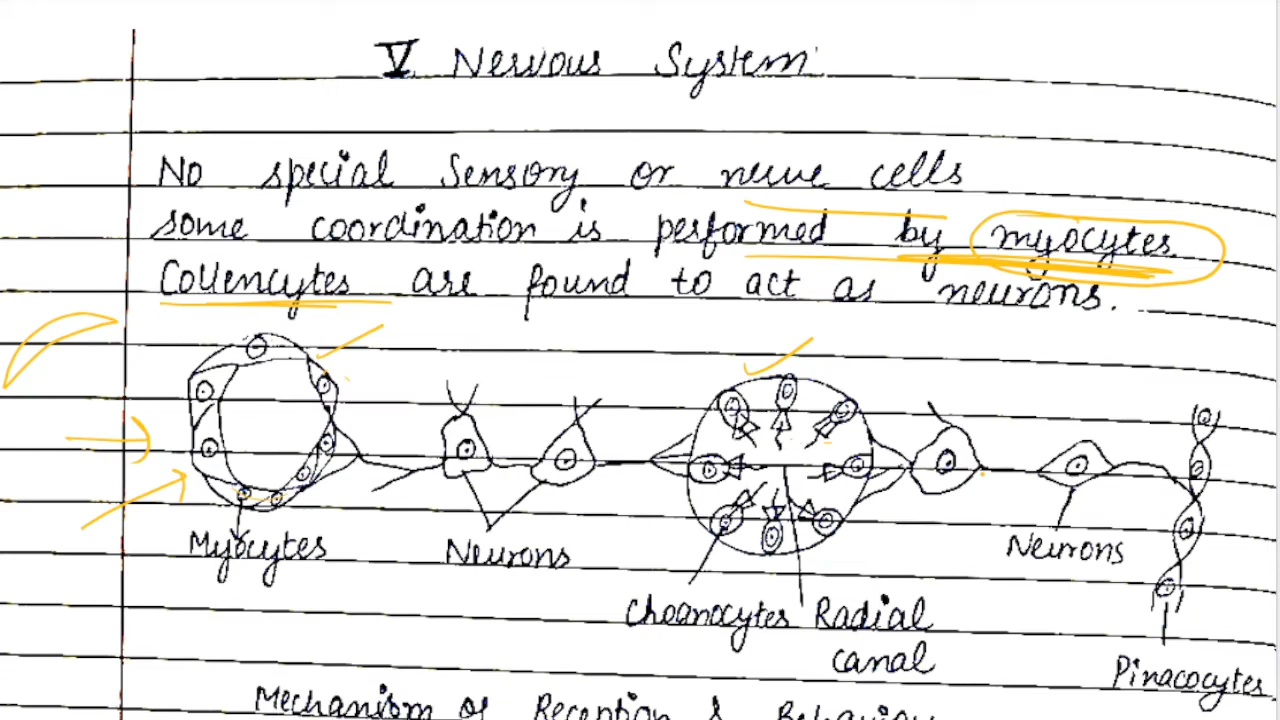 V Nervous System
No special Sensory or nerve cells
some coordination is performed by myocytes
Collencytes are found to act as neurons.
Myocytes
Neurons
Choanocytes Radial
canal
Neurons
Pinacocytes
Mechanism of Reception & Behaviour